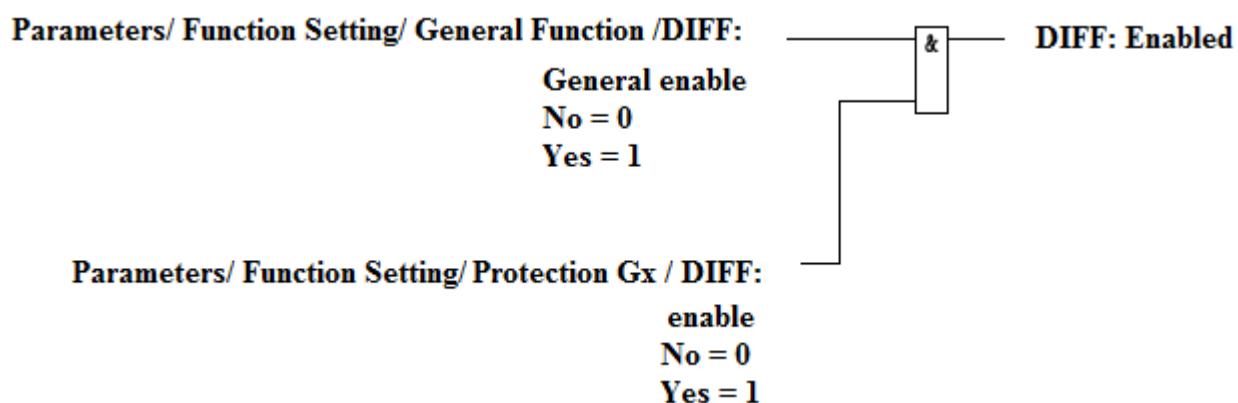 Parameters/ Function Setting/ General Function /DIFF:
&
DIFF: Enabled
General enable
No = 0
Yes = 1
Parameters/ Function Setting/ Protection Gx / DIFF:
enable
No = 0
Yes = 1